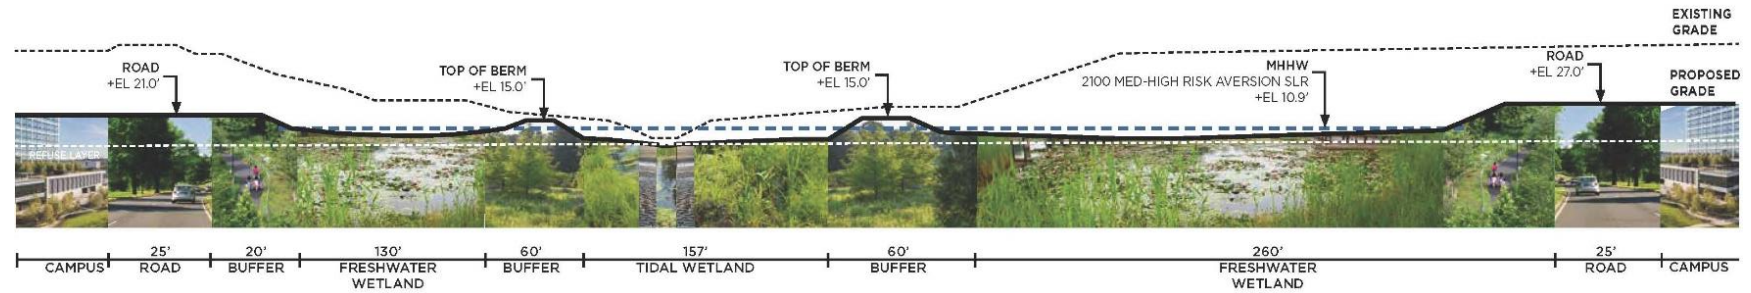 EXISTING
GRADE
ROAD
+EL 21.0'
TOP OF BERM
+EL 15.0'
TOP OF BERM
+EL 15.0'
MHHW
2100 MED-HIGH RISK AVERSION SLR
+EL 10.9'
ROAD
+EL 27.0'
PROPOSED
GRADE
REFUSE LAYER
25' 20' 130' 60' 157' 60' 260' 25'
CAMPUS ROAD BUFFER FRESHWATER BUFFER TIDAL WETLAND BUFFER FRESHWATER ROAD CAMPUS
WETLAND WETLAND